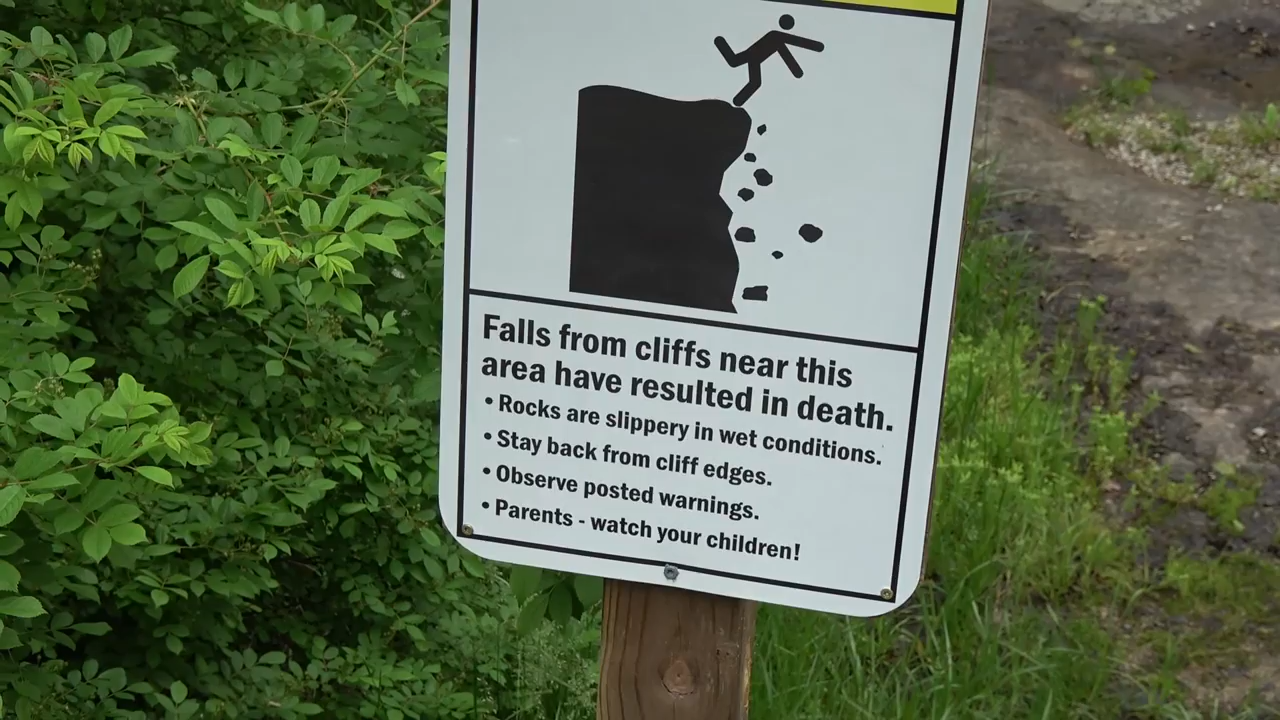 Falls from cliffs near this
area have resulted in death.
• Rocks are slippery in wet conditions.
• Stay back from cliff edges.
• Observe posted warnings.
• Parents - watch your children!